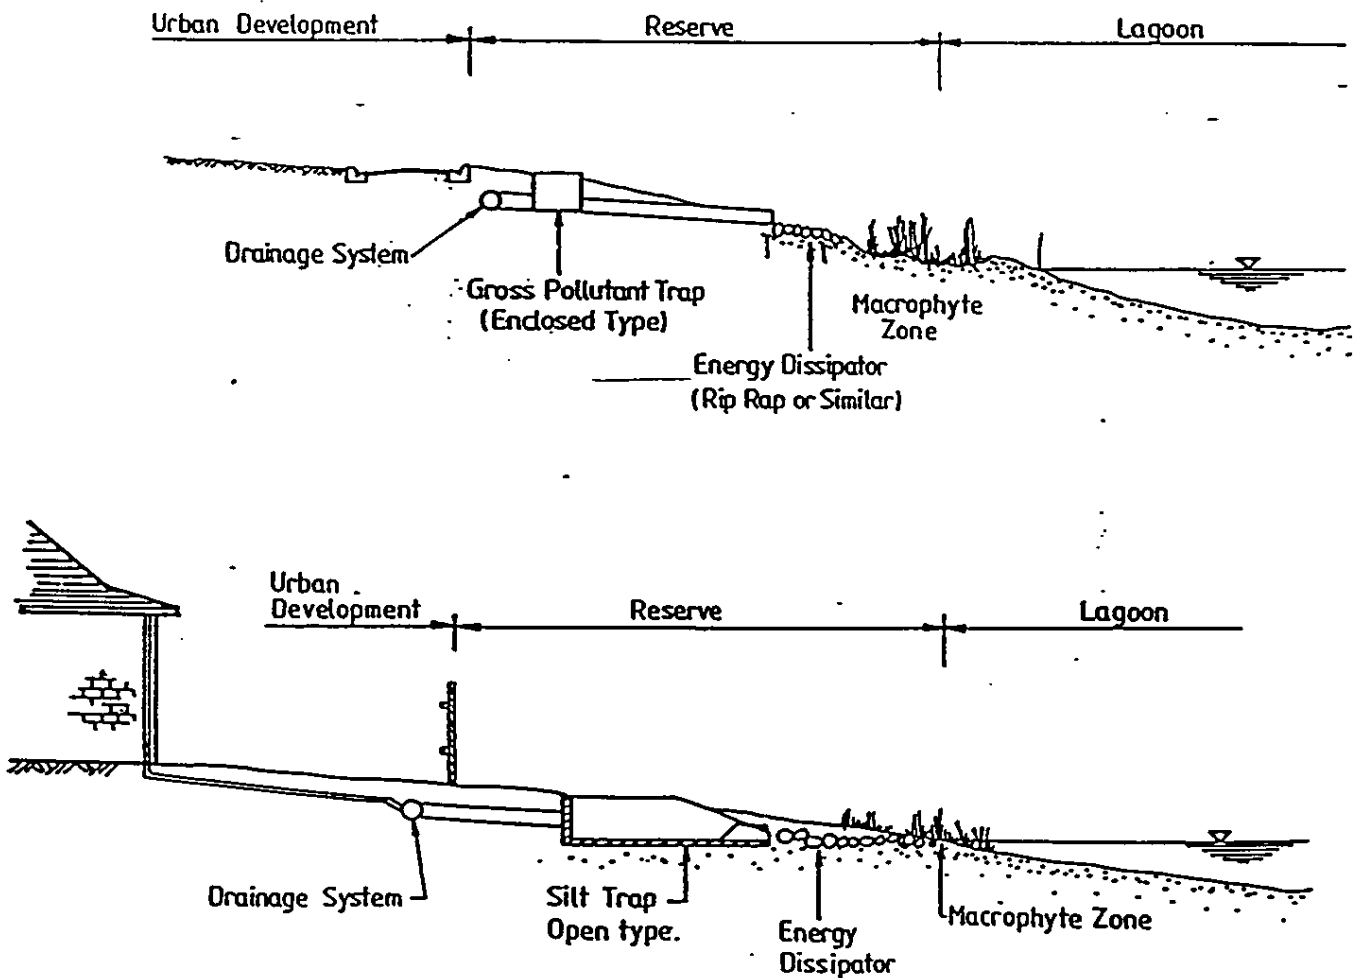 Urban Development
Reserve
Lagoon
Drainage System
Gross Pollutant Trap
(Enclosed Type)
Macrophyte
Zone
Energy Dissipator
(Rip Rap or Similar)
Urban
Development
Reserve
Lagoon
Drainage System
Silt Trap
Open type.
Energy
Dissipator
Macrophyte Zone